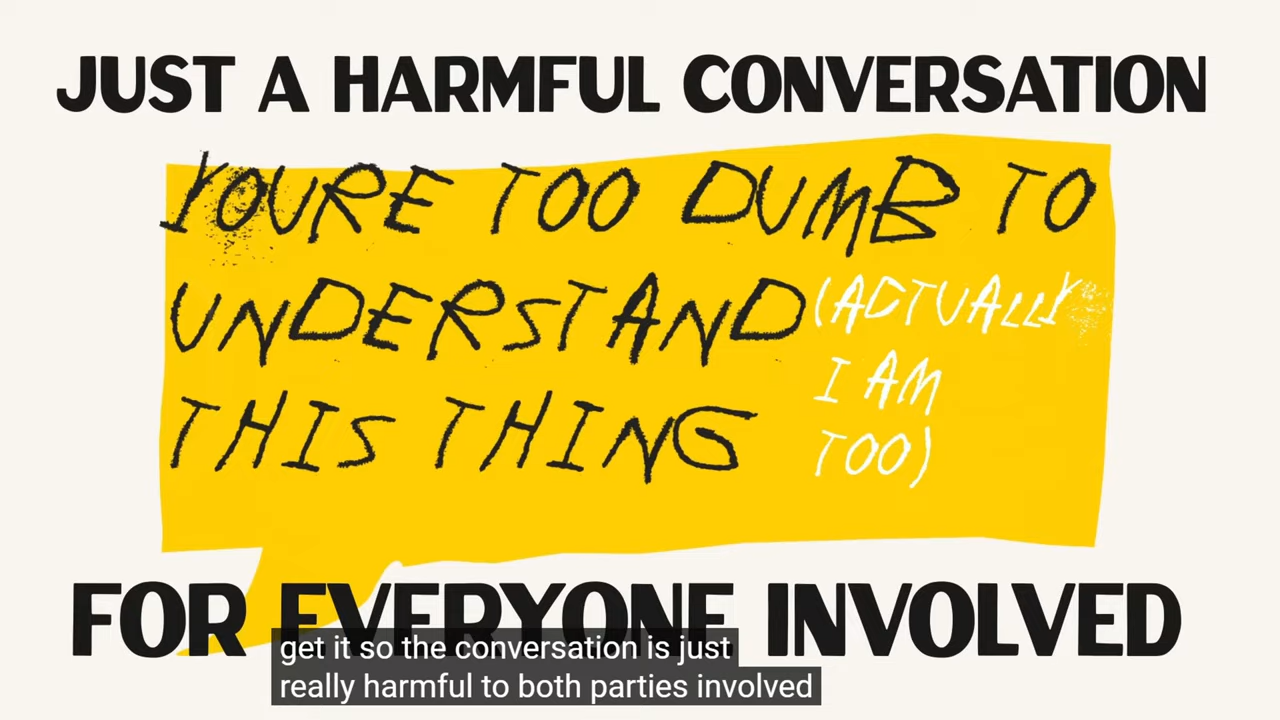 JUST A HARMFUL CONVERSATION
YOURE TOO DUMB TO
UNDERSTAND (ACTUALLY
I AM
THIS THING TOO)
FOR EVERYONE INVOLVED
get it so the conversation is just
really harmful to both parties involved